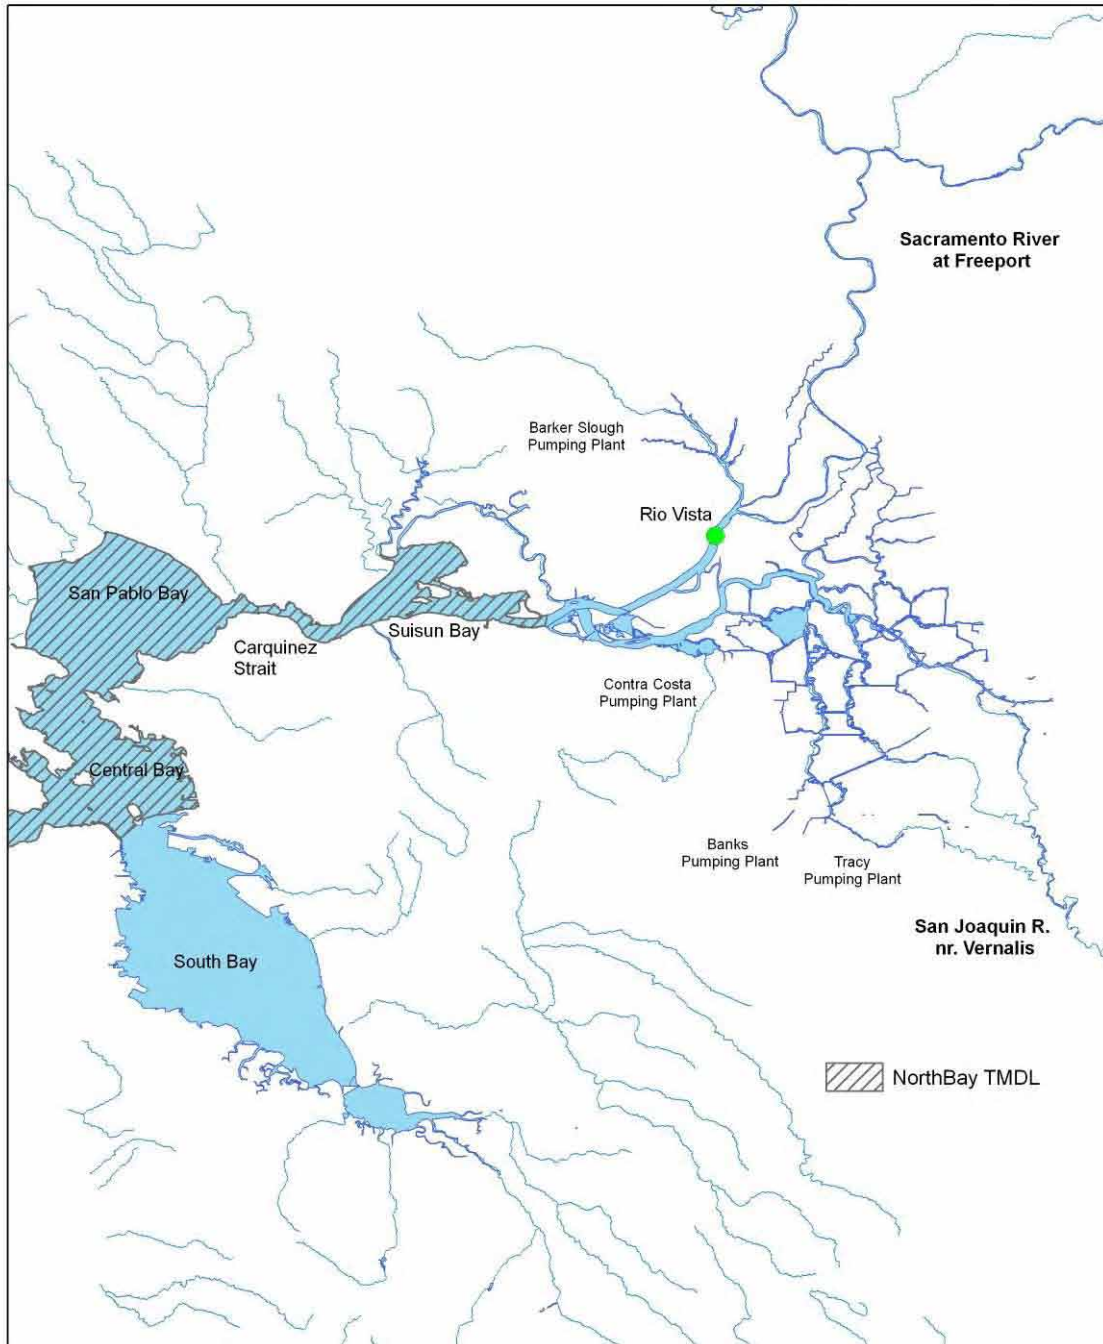 Sacramento River
at Freeport
Barker Slough
Pumping Plant
Rio Vista
San Pablo Bay
Carquinez
Strait
Suisun Bay
Contra Costa
Pumping Plant
Central Bay
Banks
Pumping Plant
Tracy
Pumping Plant
San Joaquin R.
nr. Vernalis
South Bay
NorthBay TMDL